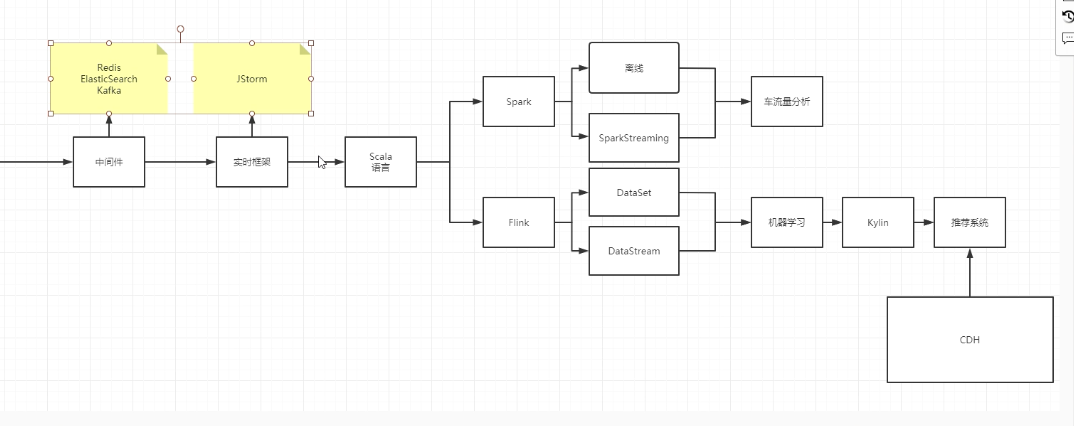 Redis
ElasticSearch
Kafka
JStorm
中间件
实时框架
Scala
语言
Spark
离线
SparkStreaming
车流量分析
Flink
DataSet
DataStream
机器学习
Kylin
推荐系统
CDH